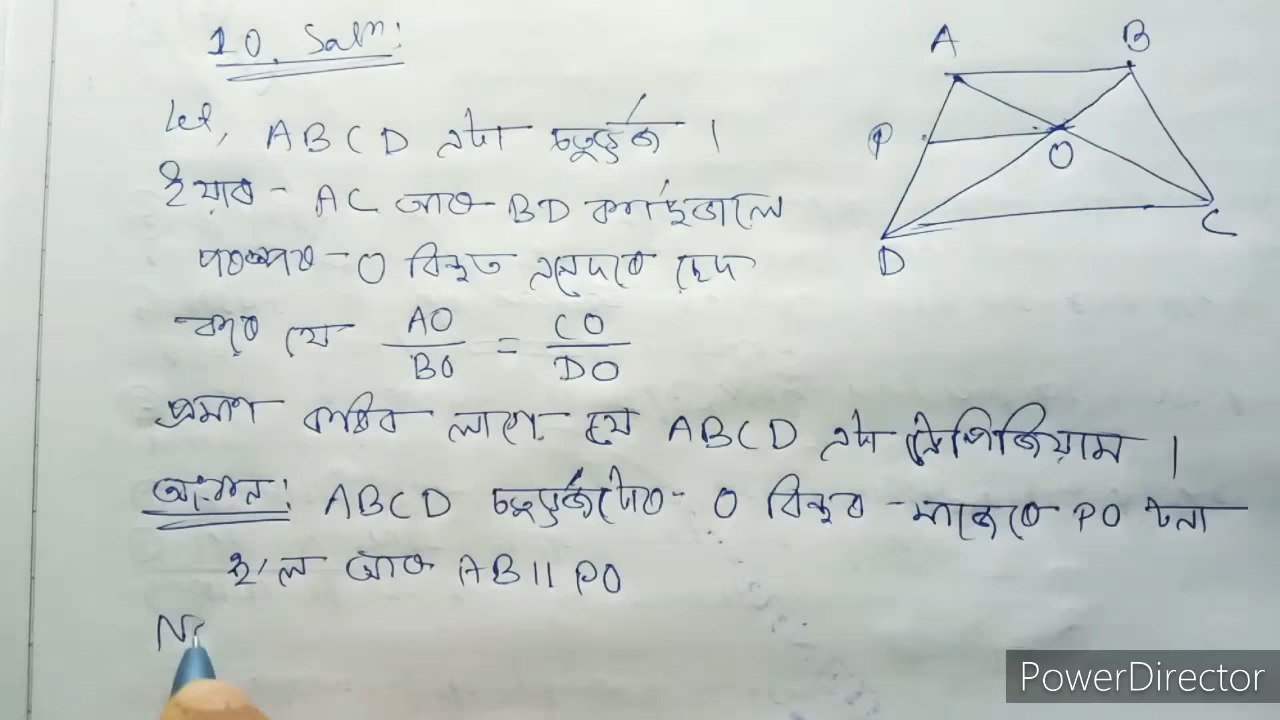 10. Soln:
Let, ABCD এটা চতুৰ্ভুজ ।
ইয়াৰ AC আৰু BD কৰ্ণ দুডালে
পৰস্পৰ O বিন্দুত এনেদৰে ছেদ
কৰে যে AO/BO = CO/DO
প্ৰমাণ কৰিব লাগে যে ABCD এটা ট্ৰেপিজিয়াম ।
অংকন: ABCD চতুৰ্ভুজটোৰ O বিন্দুৰ মাজেৰে PO টনা
হ'ল আৰু AB || PO
A
B
P
O
D
C
PowerDirector